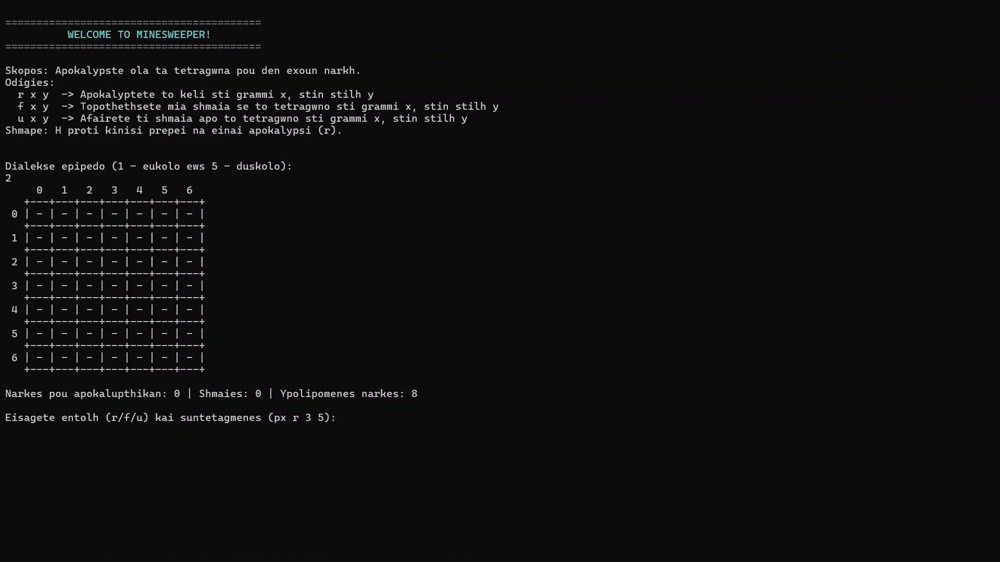 =========================================
WELCOME TO MINESWEEPER!
=========================================
Skopos: Apokalypste ola ta tetragwna pou den exoun narkh.
Odigies:
r x y  -> Apokalyptete to keli sti grammi x, stin stilh y
f x y  -> Topothethsete mia shmaia se to tetragwno sti grammi x, stin stilh y
u x y  -> Afairete ti shmaia apo to tetragwno sti grammi x, stin stilh y
Shmape: H proti kinisi prepei na einai apokalypsi (r).
Dialekse epipedo (1 - eukolo ews 5 - duskolo):
2
     0   1   2   3   4   5   6
   +---+---+---+---+---+---+---+
 0 | - | - | - | - | - | - | - |
   +---+---+---+---+---+---+---+
 1 | - | - | - | - | - | - | - |
   +---+---+---+---+---+---+---+
 2 | - | - | - | - | - | - | - |
   +---+---+---+---+---+---+---+
 3 | - | - | - | - | - | - | - |
   +---+---+---+---+---+---+---+
 4 | - | - | - | - | - | - | - |
   +---+---+---+---+---+---+---+
 5 | - | - | - | - | - | - | - |
   +---+---+---+---+---+---+---+
 6 | - | - | - | - | - | - | - |
   +---+---+---+---+---+---+---+
Narkes pou apokalupthikan: 0 | Shmaies: 0 | Ypolipomenes narkes: 8
Eisagete entolh (r/f/u) kai suntetagmenes (px r 3 5):